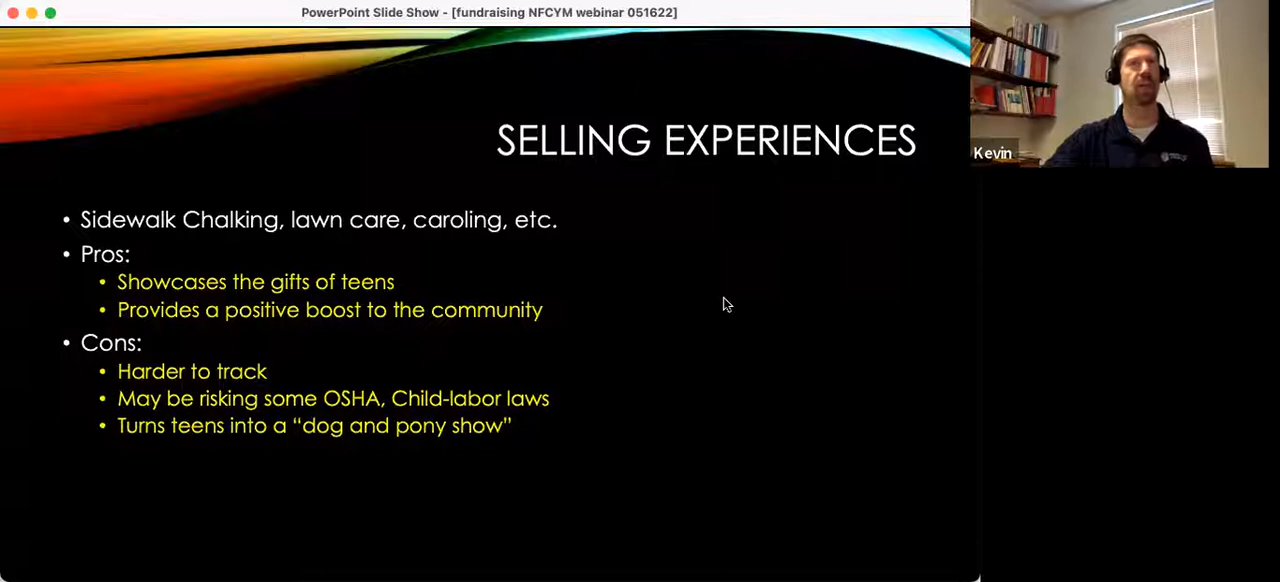 PowerPoint Slide Show - [fundraising NFCYM webinar 051622]
SELLING EXPERIENCES
Kevin
• Sidewalk Chalking, lawn care, caroling, etc.
• Pros:
• Showcases the gifts of teens
• Provides a positive boost to the community
• Cons:
• Harder to track
• May be risking some OSHA, Child-labor laws
• Turns teens into a “dog and pony show”